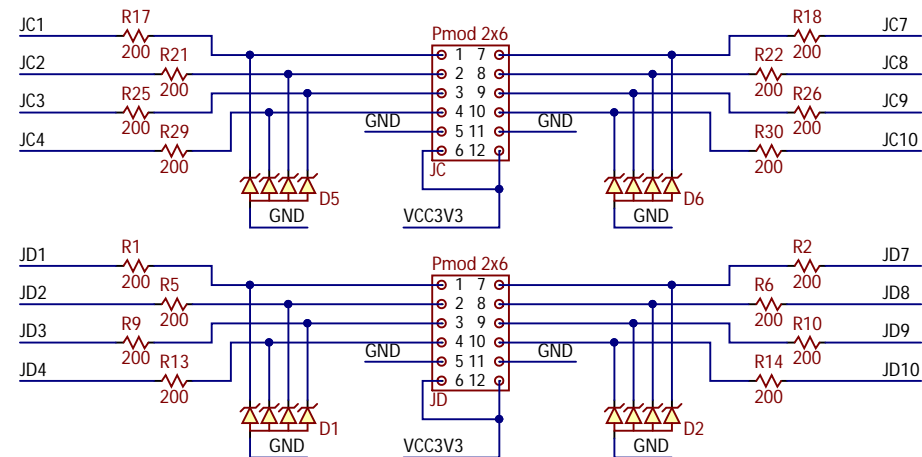 JC1 R17 Pmod 2x6 R18 JC7
200 1 7 200
JC2 R21 R22 JC8
200 2 8 200
JC3 R25 3 9 R26 JC9
200 4 10 200
JC4 R29 GND 5 11 GND R30 JC10
200 6 12 200
JC
D5 D6
GND VCC3V3 GND
JD1 R1 Pmod 2x6 R2 JD7
200 1 7 200
JD2 R5 R6 JD8
200 2 8 200
JD3 R9 3 9 R10 JD9
200 4 10 200
JD4 R13 GND 5 11 GND R14 JD10
200 6 12 200
JD
D1 D2
GND VCC3V3 GND